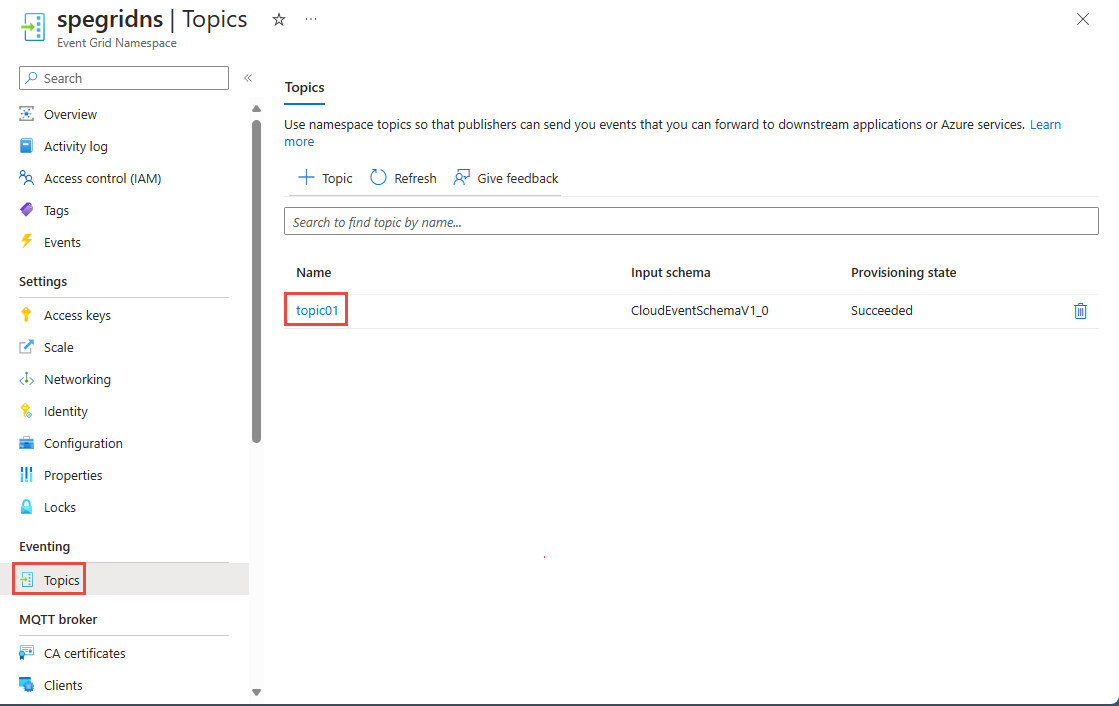 spegridns | Topics
Event Grid Namespace
Search
Overview
Activity log
Access control (IAM)
Tags
Events
Settings
Access keys
Scale
Networking
Identity
Configuration
Properties
Locks
Eventing
Topics
MQTT broker
CA certificates
Clients
Topics
Use namespace topics so that publishers can send you events that you can forward to downstream applications or Azure services. Learn
more
Topic Refresh Give feedback
Search to find topic by name...
Name Input schema Provisioning state
topic01 CloudEventSchemaV1_0 Succeeded